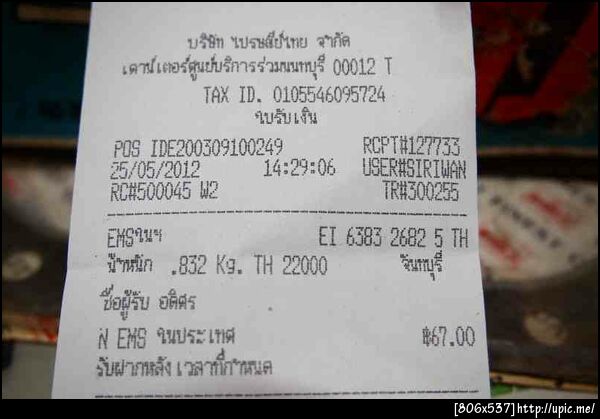 บริษัท ไปรษณีย์ไทย จำกัด
เคาน์เตอร์ศูนย์บริการร่วมนนทบุรี 00012 T
TAX ID. 0105546095724
ใบรับเงิน
POS IDE200309100249 RCPT#127733
25/05/2012 14:29:06 USER#SIRIWAN
RC#500045 W2 TR#300255
EMSในฯ EI 6383 2682 5 TH
น้ำหนัก .832 Kg. TH 22000 จันทบุรี
ชื่อผู้รับ อดิศร
N EMS ในประเทศ ฿67.00
รับฝากหลัง เวลาที่กำหนด
[806x537]http://upic.me/